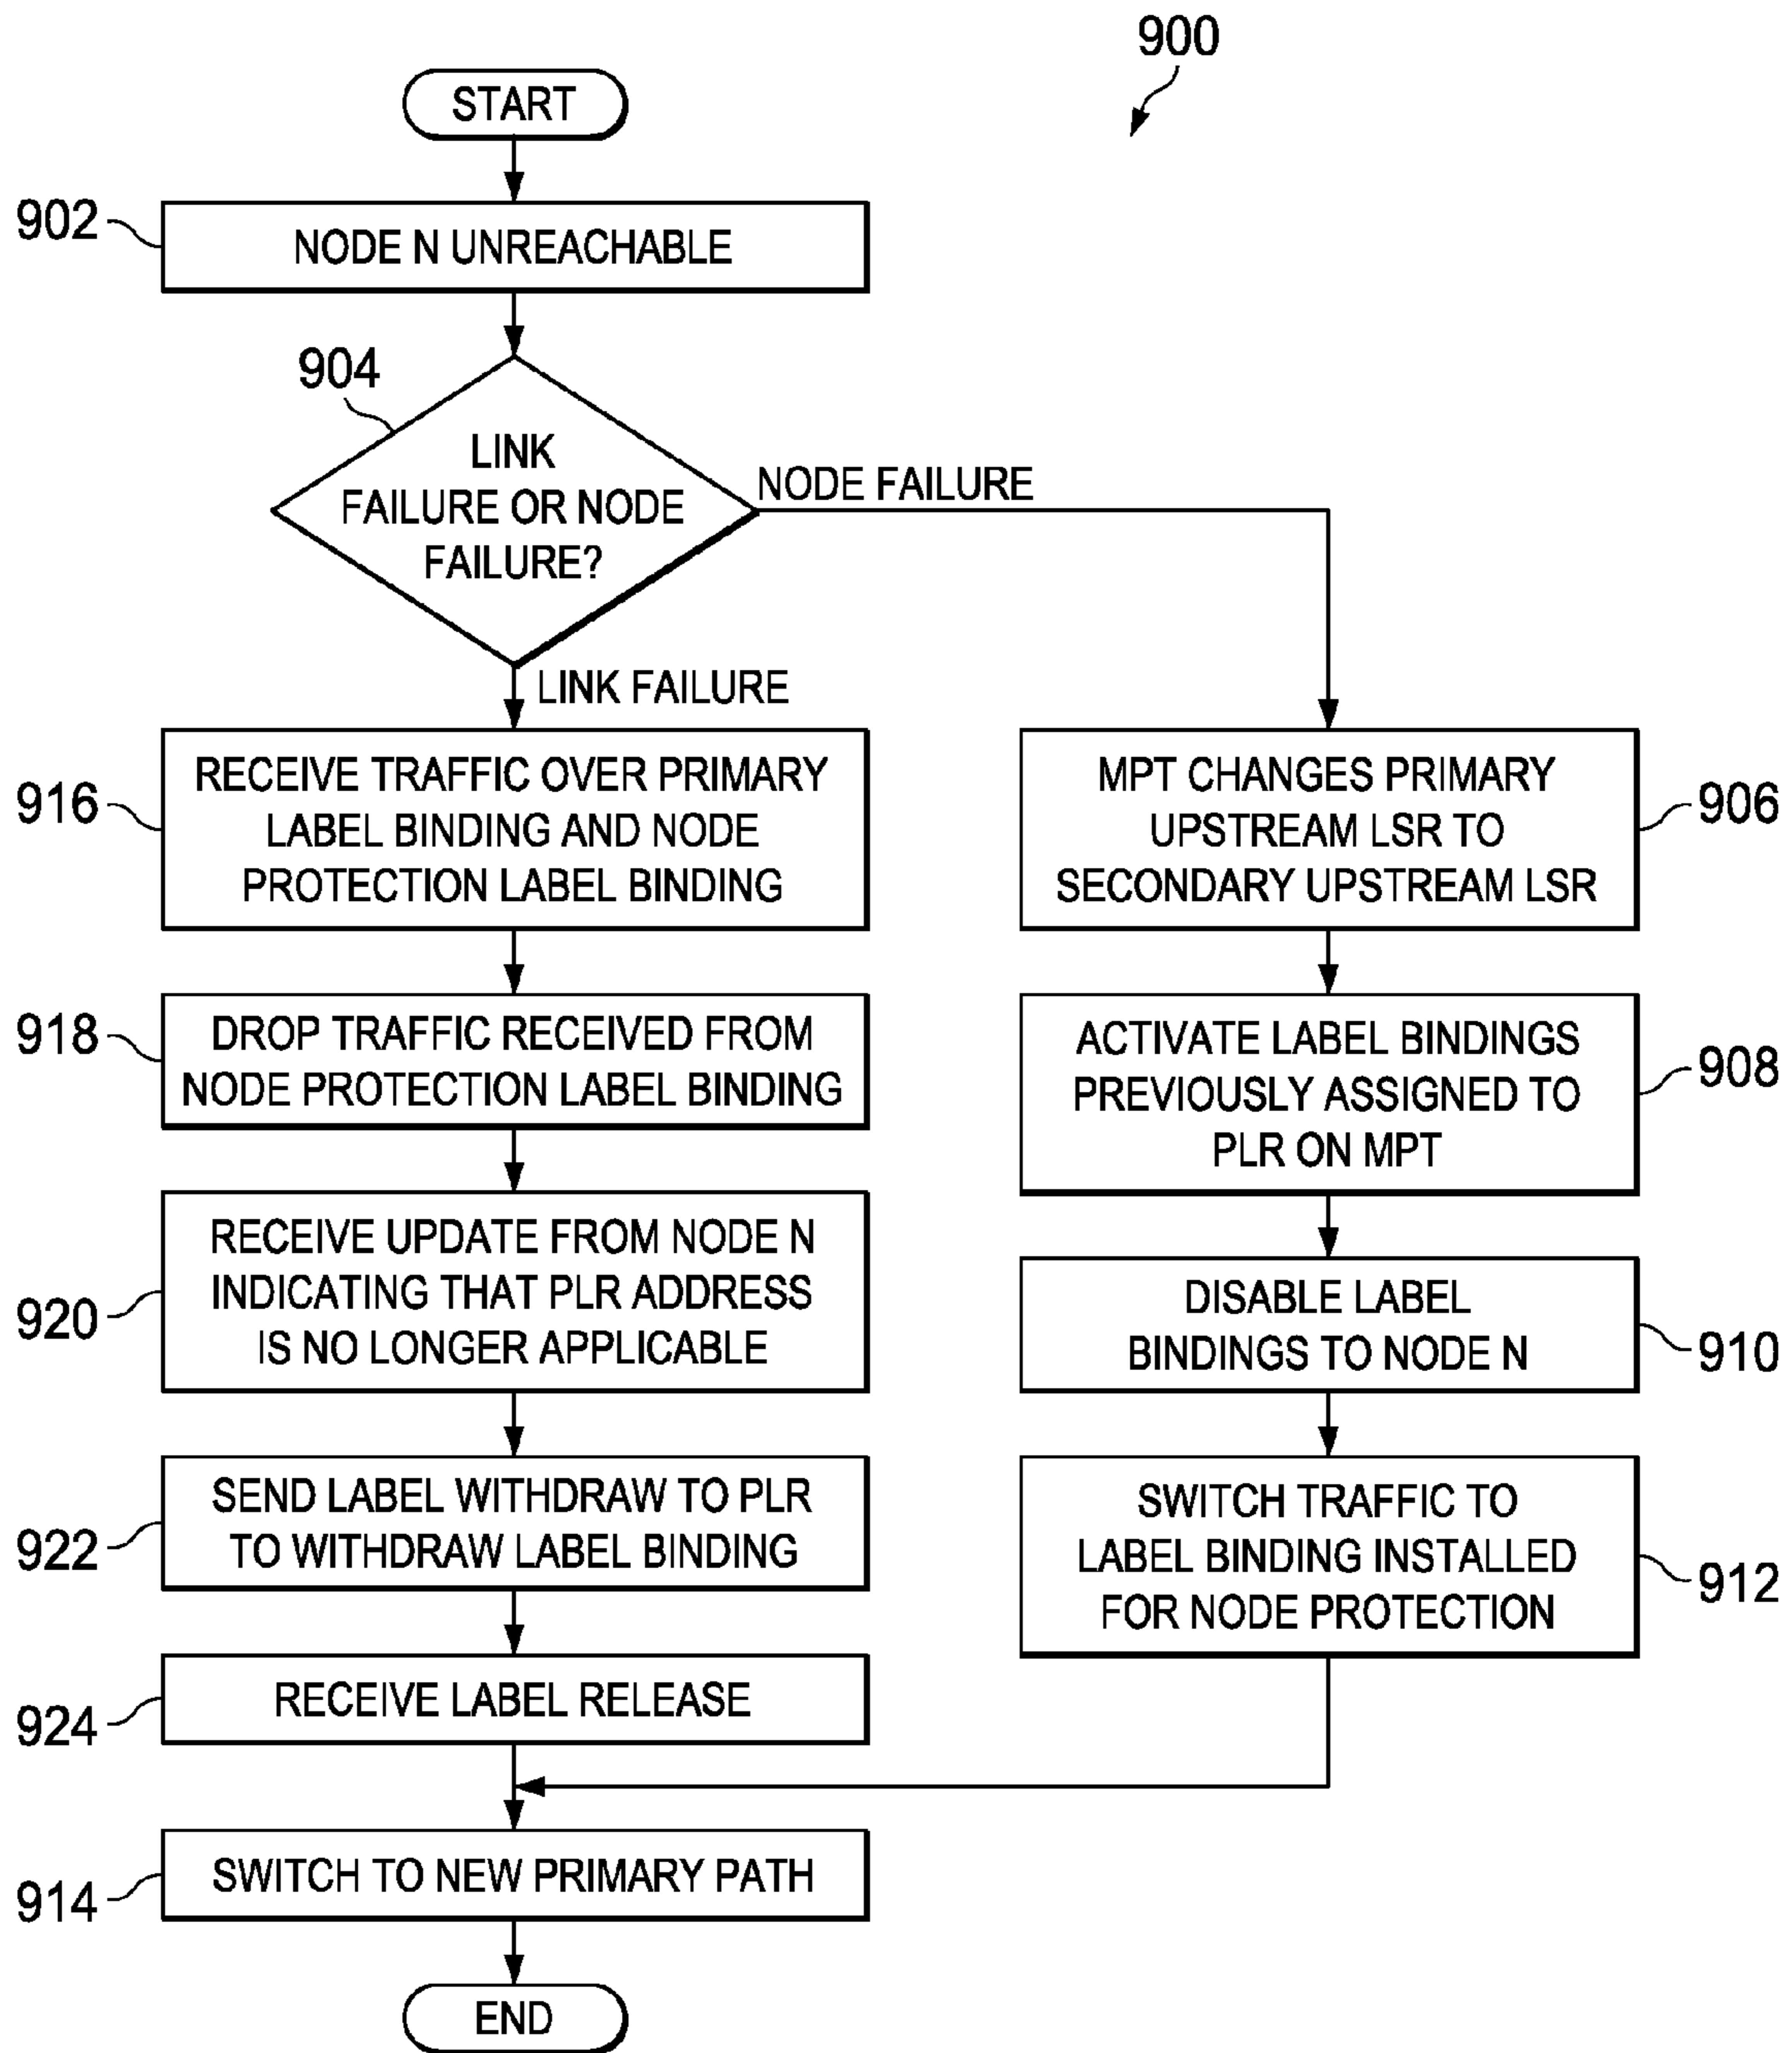 900
START
902
NODE N UNREACHABLE
904
LINK
FAILURE OR NODE
FAILURE?
NODE FAILURE
LINK FAILURE
916
RECEIVE TRAFFIC OVER PRIMARY
LABEL BINDING AND NODE
PROTECTION LABEL BINDING
918
DROP TRAFFIC RECEIVED FROM
NODE PROTECTION LABEL BINDING
920
RECEIVE UPDATE FROM NODE N
INDICATING THAT PLR ADDRESS
IS NO LONGER APPLICABLE
922
SEND LABEL WITHDRAW TO PLR
TO WITHDRAW LABEL BINDING
924
RECEIVE LABEL RELEASE
MPT CHANGES PRIMARY
UPSTREAM LSR TO
SECONDARY UPSTREAM LSR
906
ACTIVATE LABEL BINDINGS
PREVIOUSLY ASSIGNED TO
PLR ON MPT
908
DISABLE LABEL
BINDINGS TO NODE N
910
SWITCH TRAFFIC TO
LABEL BINDING INSTALLED
FOR NODE PROTECTION
912
914
SWITCH TO NEW PRIMARY PATH
END